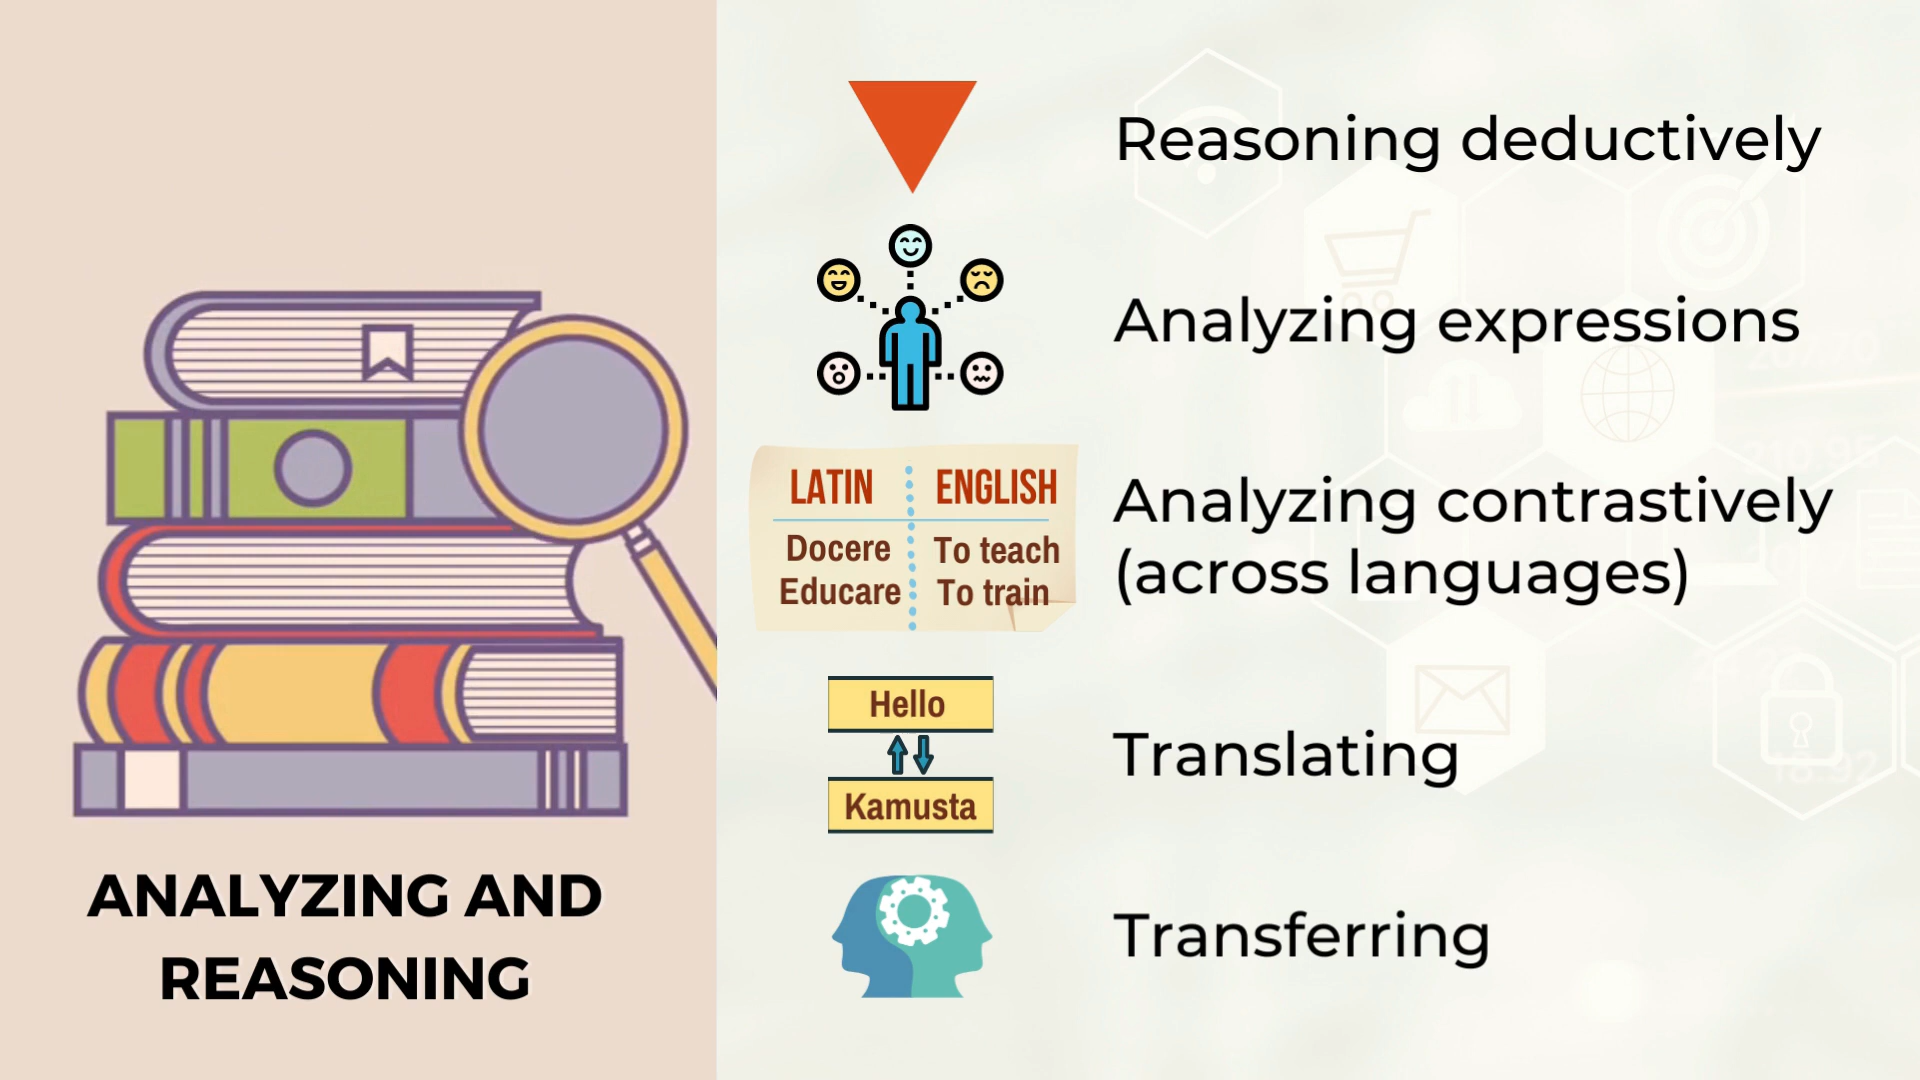 Reasoning deductively
Analyzing expressions
LATIN ENGLISH
Docere To teach
Educare To train
Analyzing contrastively
(across languages)
Hello
Kamusta
Translating
Transferring
ANALYZING AND
REASONING